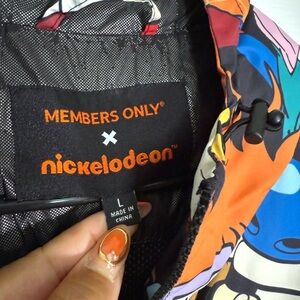 MEMBERS ONLY®
×
nickelodeon™
L
MADE IN
CHINA